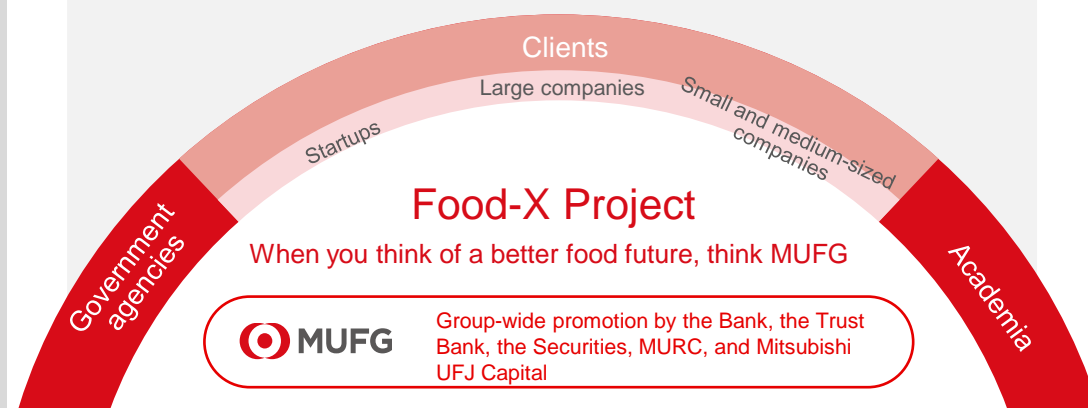 Clients
Large companies
Startups
Small and medium-sized
companies
Government
agencies
Academia
Food-X Project
When you think of a better food future, think MUFG
MUFG
Group-wide promotion by the Bank, the Trust
Bank, the Securities, MURC, and Mitsubishi
UFJ Capital